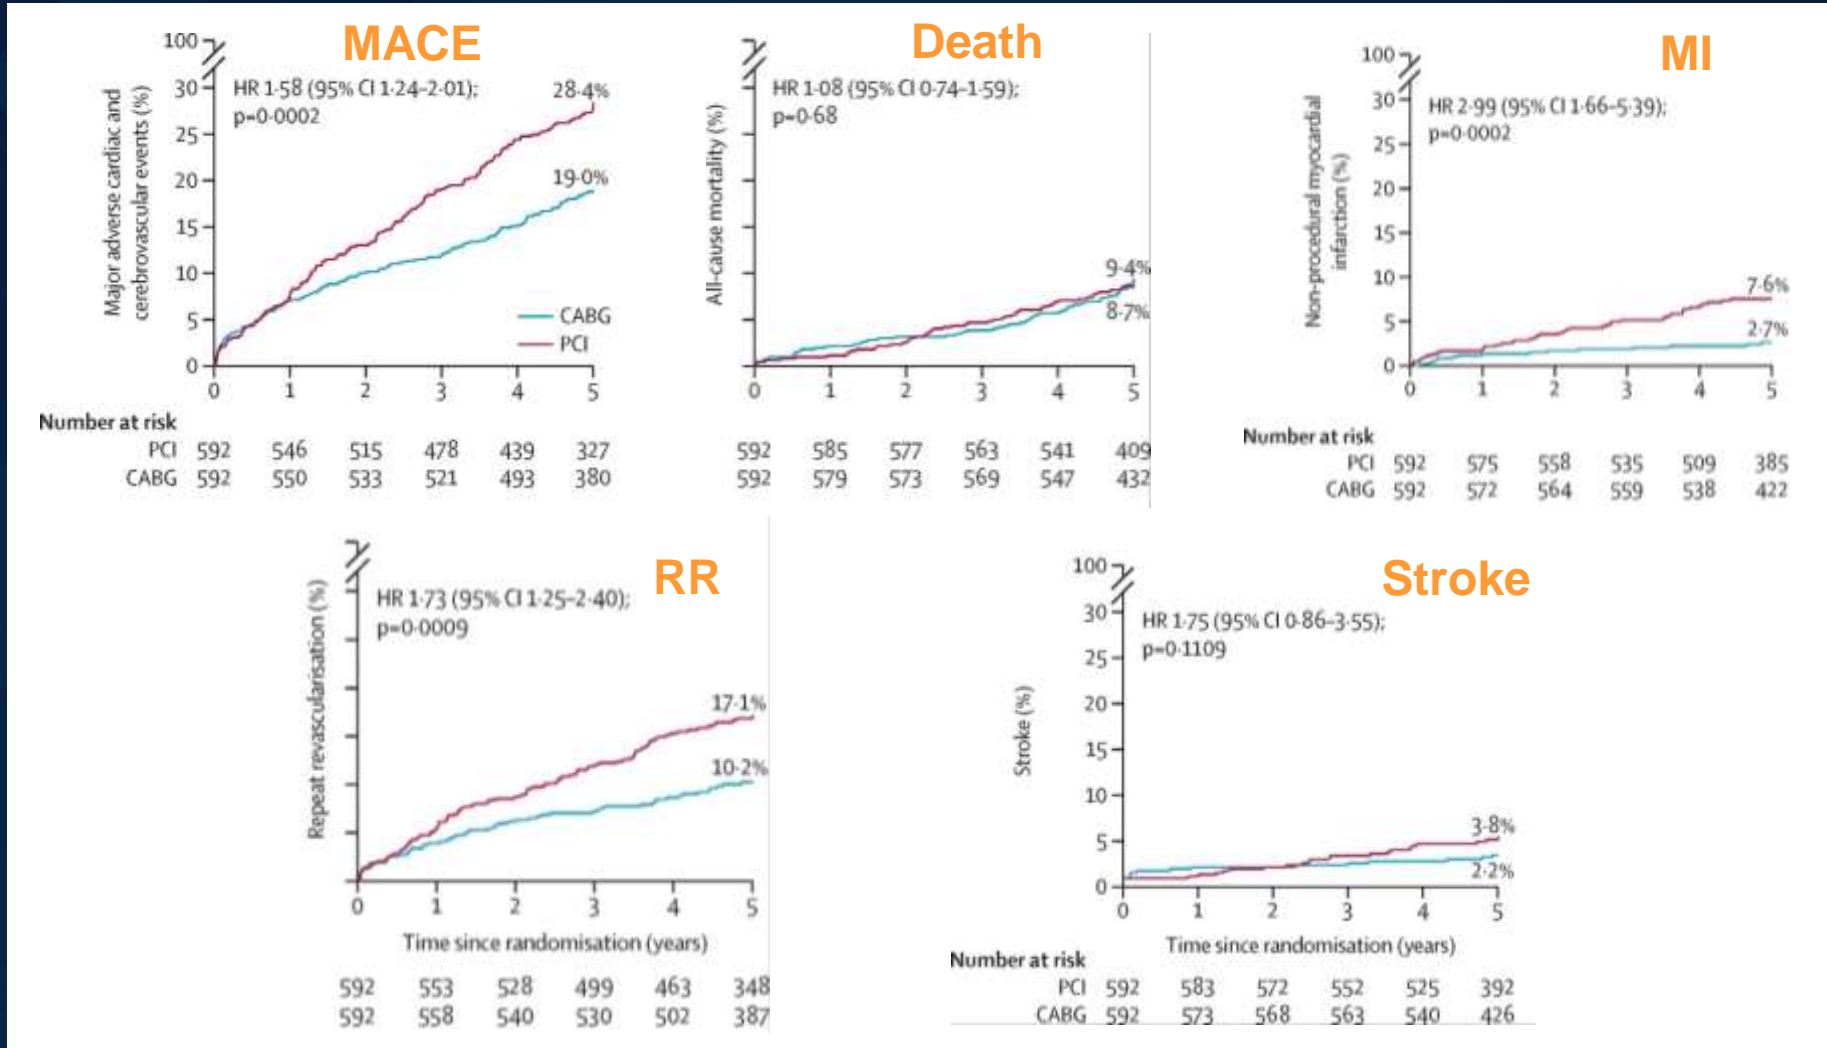 MACE
100
Major adverse cardiac and
cerebrovascular events (%)
HR 1·58 (95% CI 1·24–2·01);
p=0·0002
30
25
20
15
10
5
0
28·4%
19·0%
CABG
PCI
0 1 2 3 4 5
Number at risk
PCI 592 546 515 478 439 327
CABG 592 550 533 521 493 380
Death
All-cause mortality (%)
HR 1·08 (95% CI 0·74–1·59);
p=0·68
9·4%
8·7%
0 1 2 3 4 5
592 585 577 563 541 409
592 579 573 569 547 432
MI
100
Non-procedural myocardial
infarction (%)
HR 2·99 (95% CI 1·66–5·39);
p=0·0002
30
25
20
15
10
5
0
7·6%
2·7%
0 1 2 3 4 5
Number at risk
PCI 592 575 558 535 509 385
CABG 592 572 564 559 538 422
RR
Repeat revascularisation (%)
HR 1·73 (95% CI 1·25–2·40);
p=0·0009
17·1%
10·2%
0 1 2 3 4 5
Time since randomisation (years)
592 553 528 499 463 348
592 558 540 530 502 387
Stroke
100
Stroke (%)
HR 1·75 (95% CI 0·86–3·55);
p=0·1109
30
25
20
15
10
5
0
3·8%
2·2%
0 1 2 3 4 5
Time since randomisation (years)
Number at risk
PCI 592 583 572 552 525 392
CABG 592 573 568 563 540 426